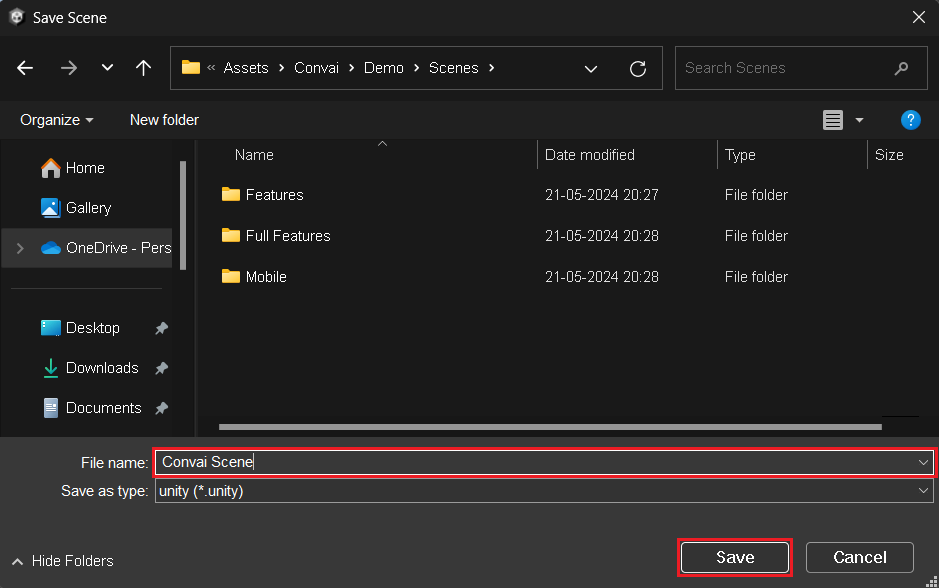 Save Scene
« Assets > Convai > Demo > Scenes >
Search Scenes
Organize
New folder
?
Name Date modified Type Size
Home
Gallery
OneDrive - Pers
Desktop
Downloads
Documents
Features 21-05-2024 20:27 File folder
Full Features 21-05-2024 20:28 File folder
Mobile 21-05-2024 20:28 File folder
File name: Convai Scene
Save as type: unity (*.unity)
Hide Folders
Save
Cancel